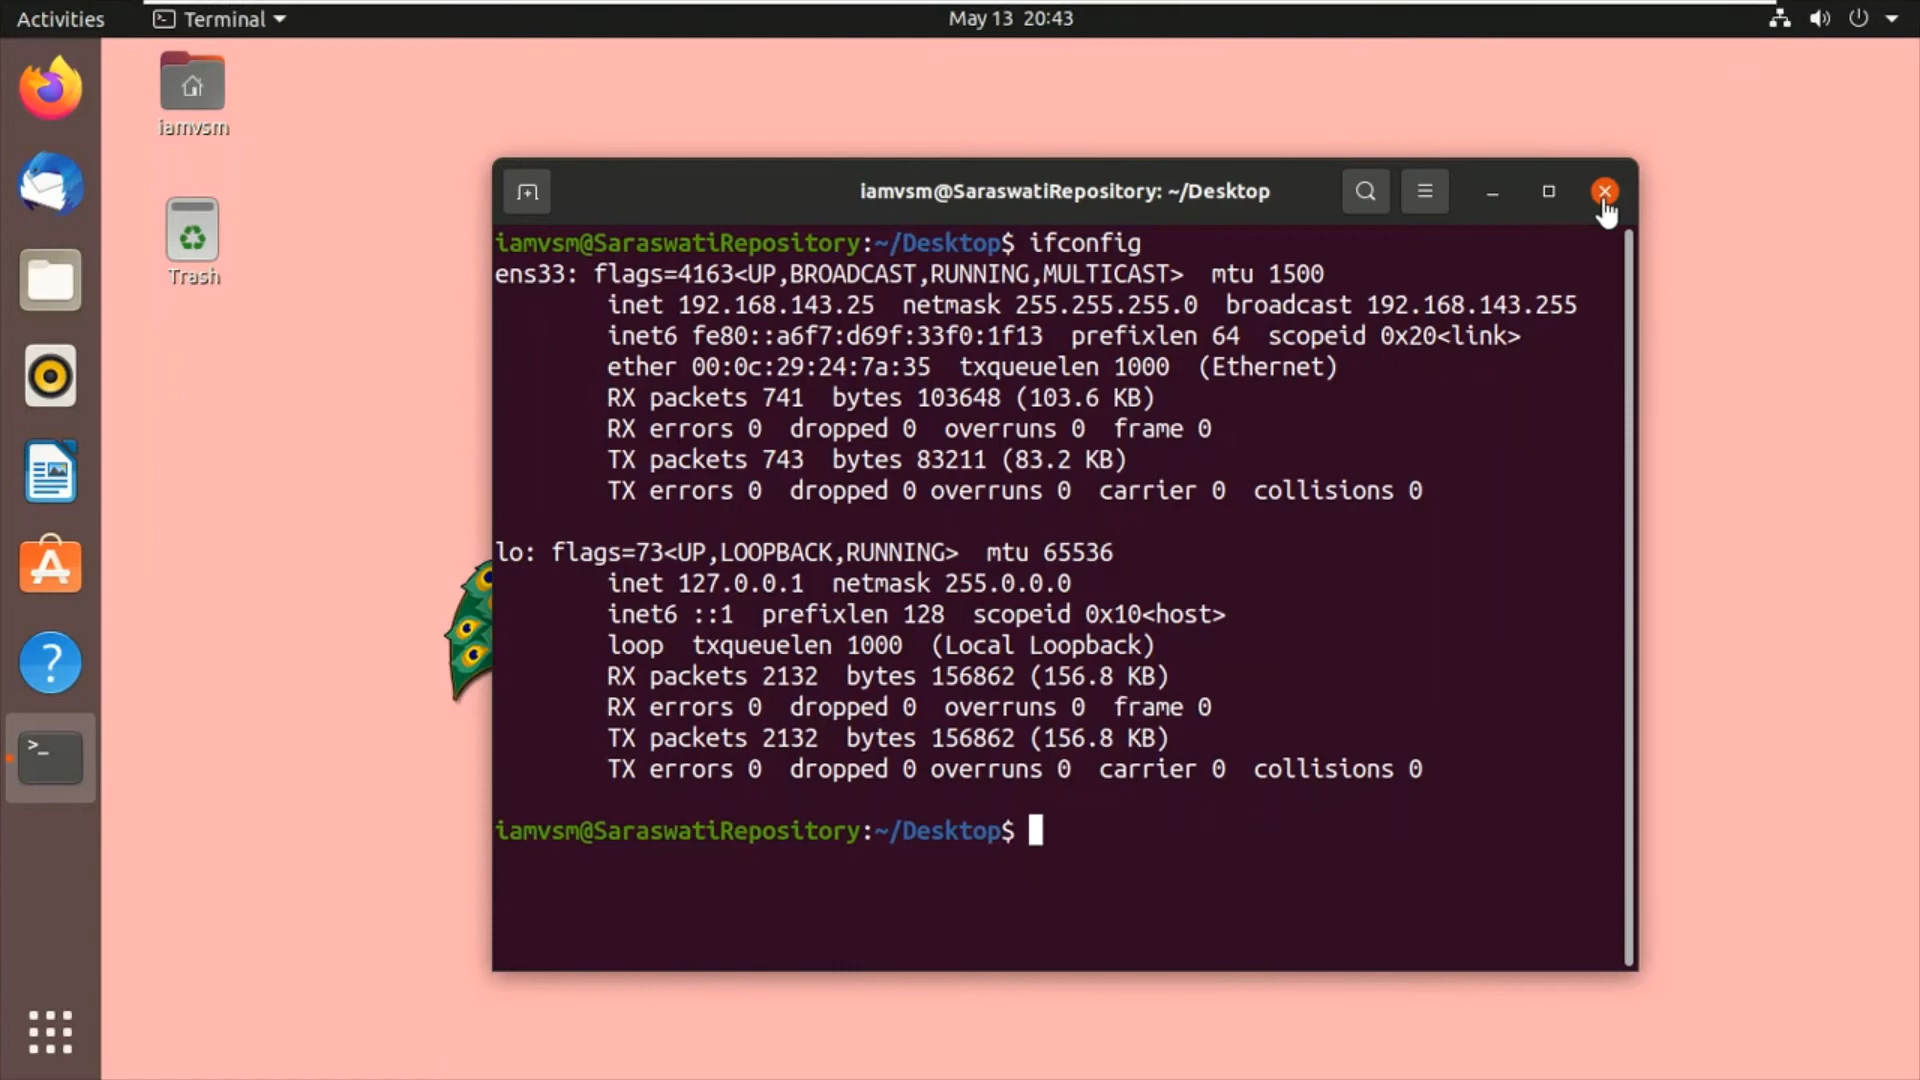 Activities
Terminal
May 13 20:43
iamvsm
Trash
iamvsm@SaraswatiRepository: ~/Desktop
iamvsm@SaraswatiRepository:~/Desktop$ ifconfig
ens33: flags=4163<UP,BROADCAST,RUNNING,MULTICAST>  mtu 1500
        inet 192.168.143.25  netmask 255.255.255.0  broadcast 192.168.143.255
        inet6 fe80::a6f7:d69f:33f0:1f13  prefixlen 64  scopeid 0x20<link>
        ether 00:0c:29:24:7a:35  txqueuelen 1000  (Ethernet)
        RX packets 741  bytes 103648 (103.6 KB)
        RX errors 0  dropped 0  overruns 0  frame 0
        TX packets 743  bytes 83211 (83.2 KB)
        TX errors 0  dropped 0 overruns 0  carrier 0  collisions 0
lo: flags=73<UP,LOOPBACK,RUNNING>  mtu 65536
        inet 127.0.0.1  netmask 255.0.0.0
        inet6 ::1  prefixlen 128  scopeid 0x10<host>
        loop  txqueuelen 1000  (Local Loopback)
        RX packets 2132  bytes 156862 (156.8 KB)
        RX errors 0  dropped 0  overruns 0  frame 0
        TX packets 2132  bytes 156862 (156.8 KB)
        TX errors 0  dropped 0 overruns 0  carrier 0  collisions 0
iamvsm@SaraswatiRepository:~/Desktop$